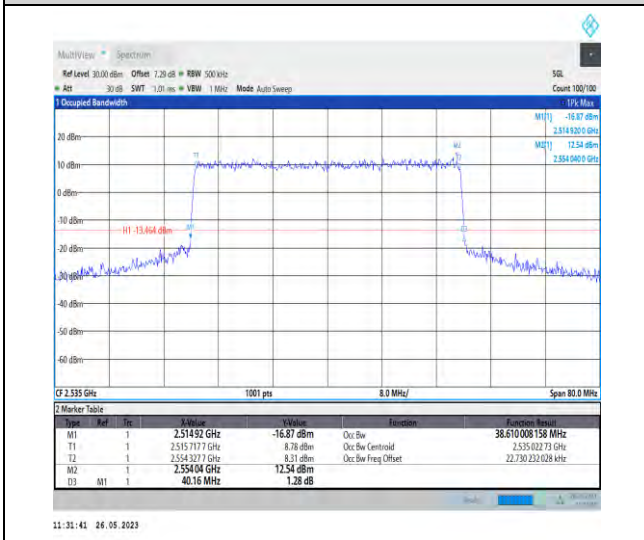 MultiView Spectrum
Ref Level 30.00 dBm Offset 7.29 dB RBW 500 kHz SGL
Att 30 dB SWT 1.01 ms VBW 1 MHz Mode Auto Sweep Count 100/100
1 Occupied Bandwidth 1Pk Max
M1[1] -16.87 dBm
2.514 920 0 GHz
M2[1] 12.54 dBm
2.554 040 0 GHz
20 dBm
10 dBm
0 dBm
-10 dBm
H1 -13.464 dBm
-20 dBm
-30 dBm
-40 dBm
-50 dBm
-60 dBm
T1
M2
M1
CF 2.535 GHz 1001 pts 8.0 MHz/ Span 80.0 MHz
2 Marker Table
Type Ref Trc X-Value Y-Value Function Function Result
M1 1 2.514 92 GHz -16.87 dBm Occ Bw 38.610 008 158 MHz
T1 1 2.515 717 7 GHz 8.78 dBm Occ Bw Centroid 2.535 022 73 GHz
T2 1 2.554 327 7 GHz 8.31 dBm Occ Bw Freq Offset 22.730 232 028 kHz
M2 1 2.554 04 GHz 12.54 dBm
D3 M1 1 40.16 MHz 1.28 dB
11:31:41 26.05.2023